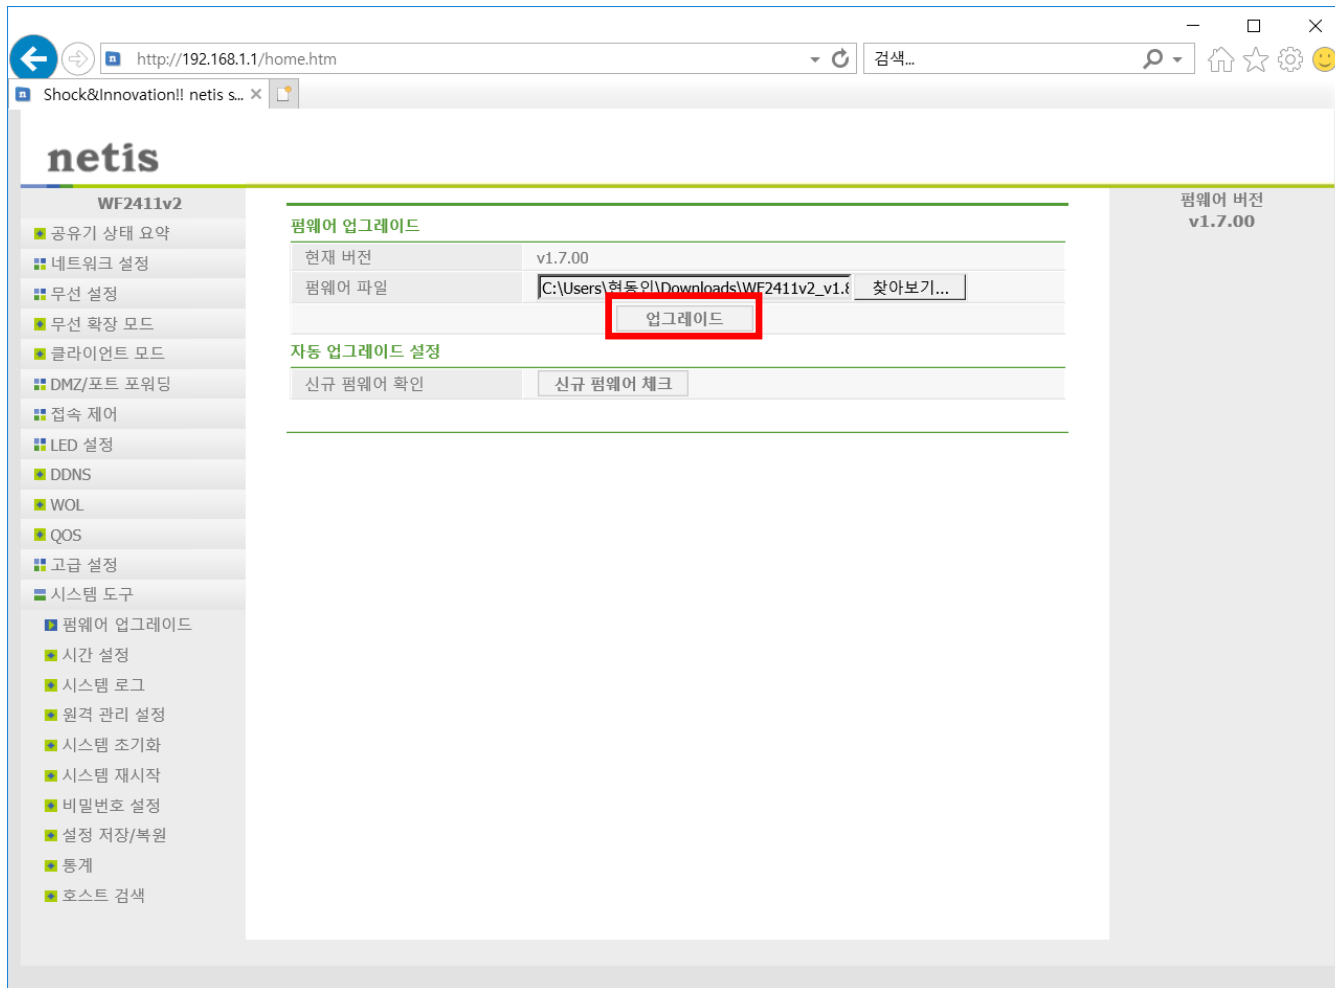 http://192.168.1.1/home.htm
검색...
Shock&Innovation!! netis s...
netis
WF2411v2
공유기 상태 요약
네트워크 설정
무선 설정
무선 확장 모드
클라이언트 모드
DMZ/포트 포워딩
접속 제어
LED 설정
DDNS
WOL
QOS
고급 설정
시스템 도구
펌웨어 업그레이드
시간 설정
시스템 로그
원격 관리 설정
시스템 초기화
시스템 재시작
비밀번호 설정
설정 저장/복원
통계
호스트 검색
펌웨어 업그레이드
현재 버전 v1.7.00
펌웨어 파일 C:\Users\현동인\Downloads\WF2411v2_v1.8 찾아보기...
업그레이드
자동 업그레이드 설정
신규 펌웨어 확인 신규 펌웨어 체크
펌웨어 버전
v1.7.00